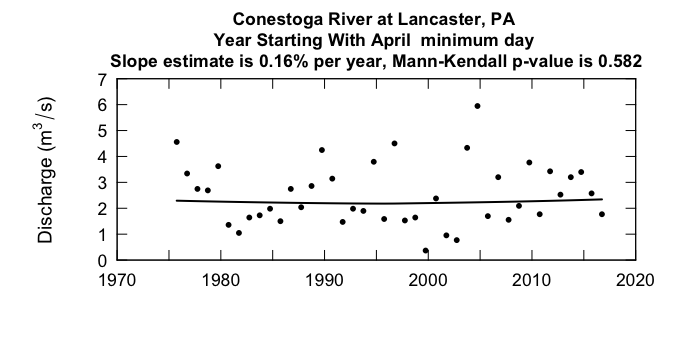 Conestoga River at Lancaster, PA
Year Starting With April minimum day
Slope estimate is 0.16% per year, Mann-Kendall p-value is 0.582
Discharge (m³/s)
7
6
5
4
3
2
1
0
1970 1980 1990 2000 2010 2020